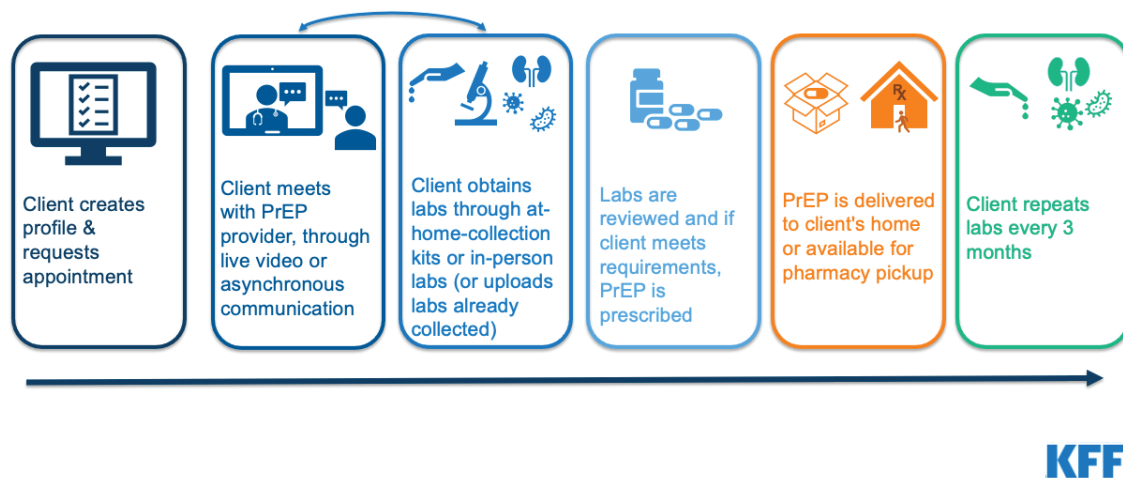 Client creates
profile &
requests
appointment
Client meets
with PrEP
provider, through
live video or
asynchronous
communication
Client obtains
labs through at-
home-collection
kits or in-person
labs (or uploads
labs already
collected)
Labs are
reviewed and if
client meets
requirements,
PrEP is
prescribed
Rx
PrEP is delivered
to client's home
or available for
pharmacy pickup
Client repeats
labs every 3
months
KFF